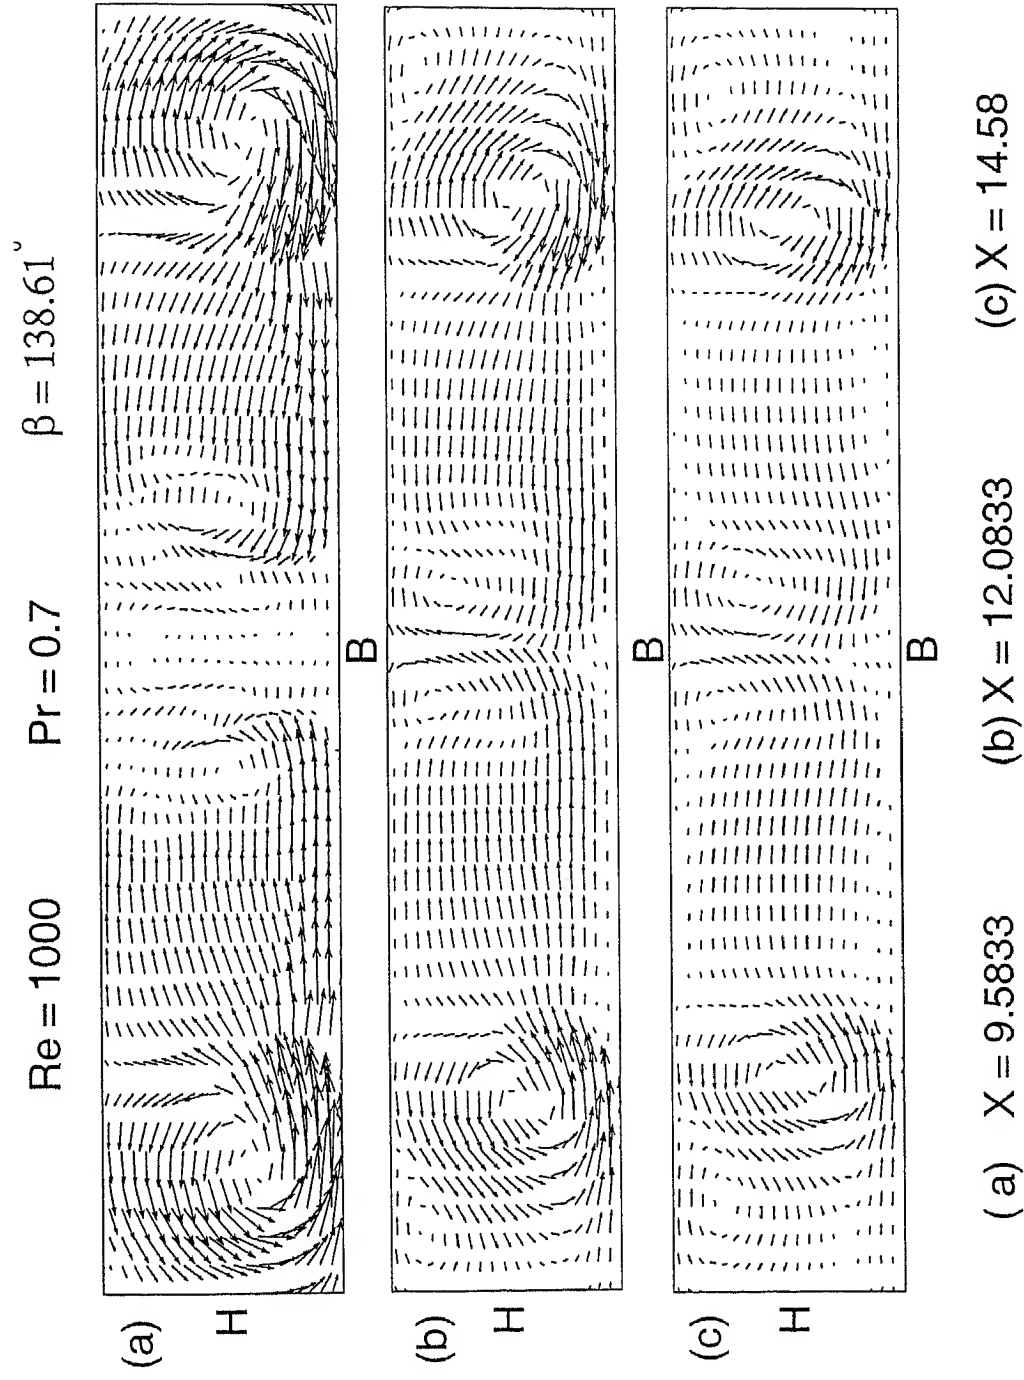 Re = 1000 Pr = 0.7 β = 138.61°
(a)
H
B
(b)
H
B
(c)
H
B
(a) X = 9.5833 (b) X = 12.0833 (c) X = 14.58